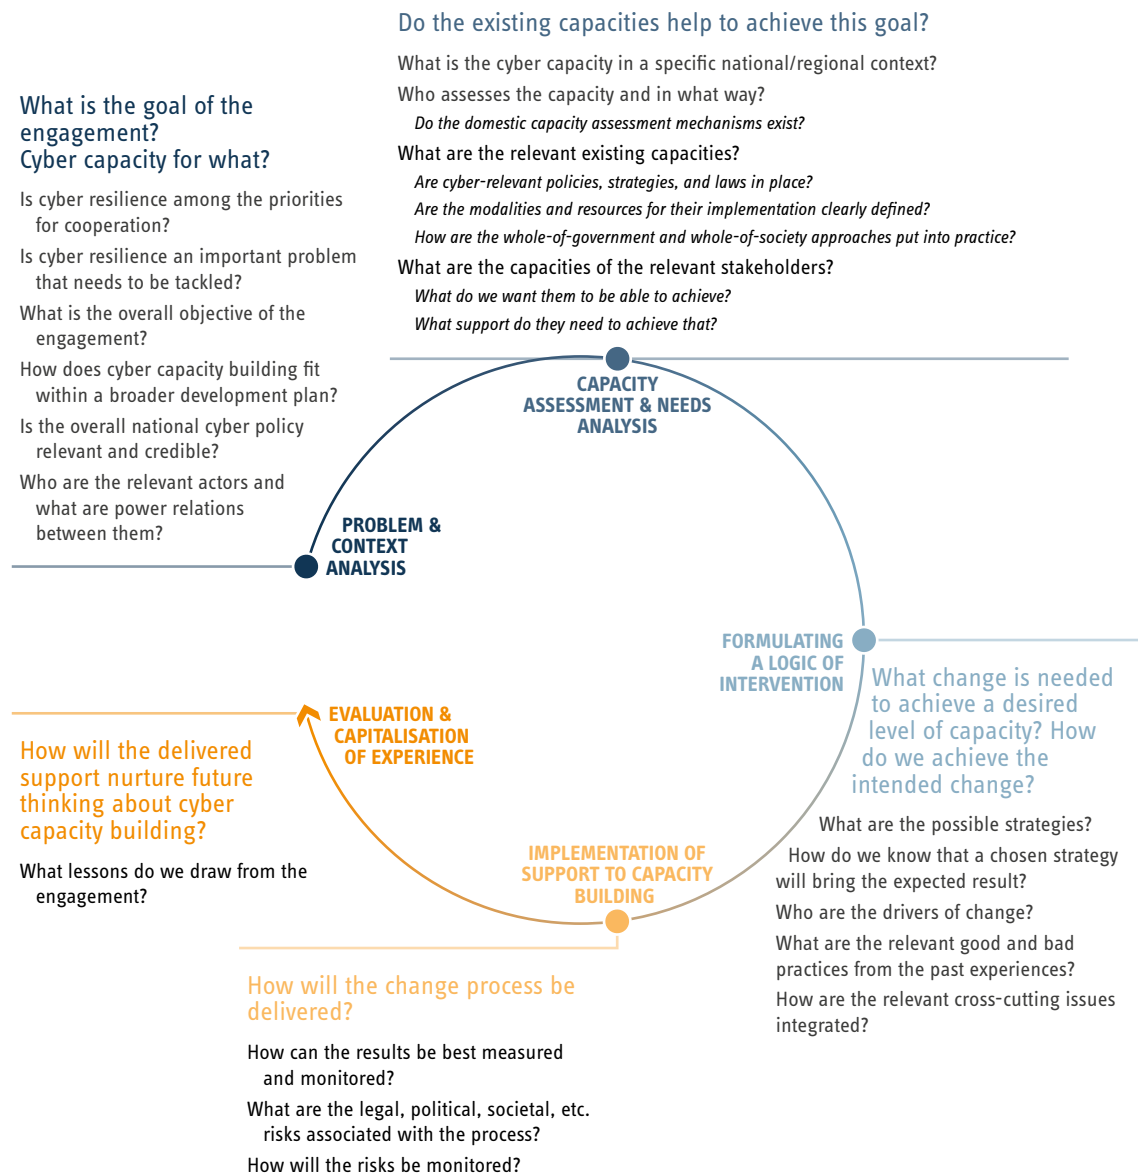 Do the existing capacities help to achieve this goal?
What is the cyber capacity in a specific national/regional context?
Who assesses the capacity and in what way?
Do the domestic capacity assessment mechanisms exist?
What are the relevant existing capacities?
Are cyber-relevant policies, strategies, and laws in place?
Are the modalities and resources for their implementation clearly defined?
How are the whole-of-government and whole-of-society approaches put into practice?
What are the capacities of the relevant stakeholders?
What do we want them to be able to achieve?
What support do they need to achieve that?
What is the goal of the
engagement?
Cyber capacity for what?
Is cyber resilience among the priorities
for cooperation?
Is cyber resilience an important problem
that needs to be tackled?
What is the overall objective of the
engagement?
How does cyber capacity building fit
within a broader development plan?
Is the overall national cyber policy
relevant and credible?
Who are the relevant actors and
what are power relations
between them?
CAPACITY
ASSESSMENT & NEEDS
ANALYSIS
PROBLEM &
CONTEXT
ANALYSIS
FORMULATING
A LOGIC OF
INTERVENTION
What change is needed
to achieve a desired
level of capacity? How
do we achieve the
intended change?
What are the possible strategies?
How do we know that a chosen strategy
will bring the expected result?
Who are the drivers of change?
What are the relevant good and bad
practices from the past experiences?
How are the relevant cross-cutting issues
integrated?
EVALUATION &
CAPITALISATION
OF EXPERIENCE
How will the delivered
support nurture future
thinking about cyber
capacity building?
What lessons do we draw from the
engagement?
IMPLEMENTATION OF
SUPPORT TO CAPACITY
BUILDING
How will the change process be
delivered?
How can the results be best measured
and monitored?
What are the legal, political, societal, etc.
risks associated with the process?
How will the risks be monitored?